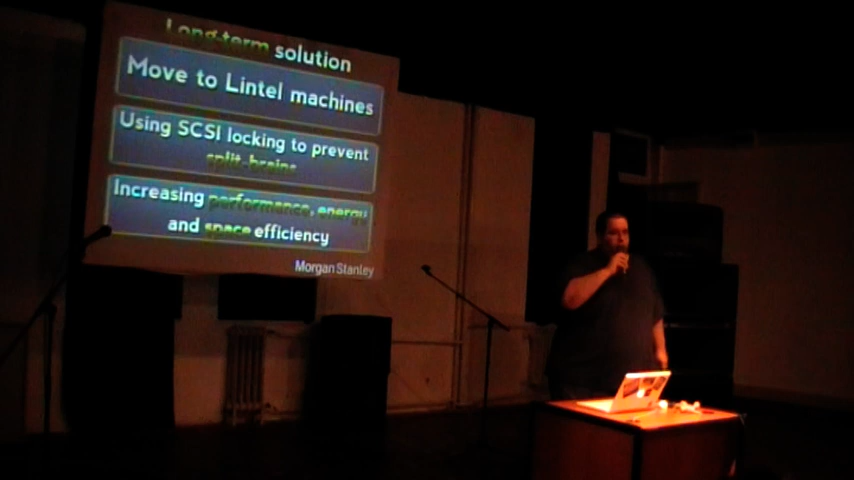 Long-term solution
Move to Lintel machines
Using SCSI locking to prevent
split-brains
Increasing performance, energy
and space efficiency
Morgan Stanley